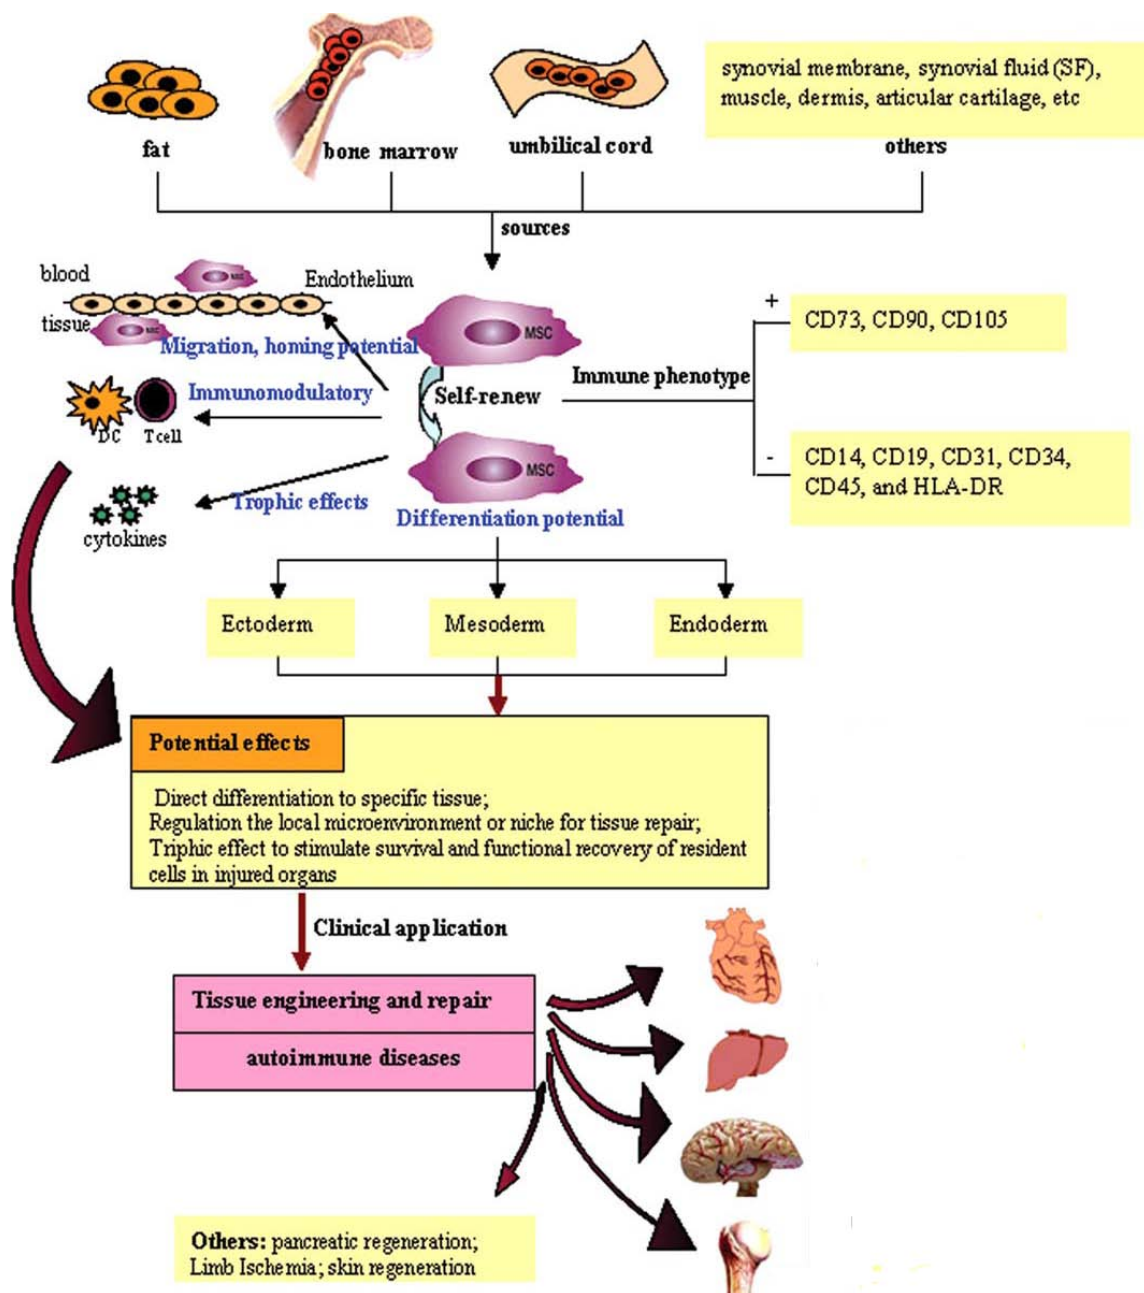 synovial membrane, synovial fluid (SF),
muscle, dermis, articular cartilage, etc
fat
bone marrow
umbilical cord
others
sources
blood
Endothelium
tissue
MSC
MSC
Migration, homing potential
MSC
Immunomodulatory
DC
T cell
Self-renew
Immune phenotype
+
CD73, CD90, CD105
-
CD14, CD19, CD31, CD34,
CD45, and HLA-DR
MSC
Trophic effects
cytokines
Differentiation potential
Ectoderm
Mesoderm
Endoderm
Potential effects
Direct differentiation to specific tissue;
Regulation the local microenvironment or niche for tissue repair;
Triphic effect to stimulate survival and functional recovery of resident
cells in injured organs
Clinical application
Tissue engineering and repair
autoimmune diseases
Others: pancreatic regeneration;
Limb Ischemia; skin regeneration